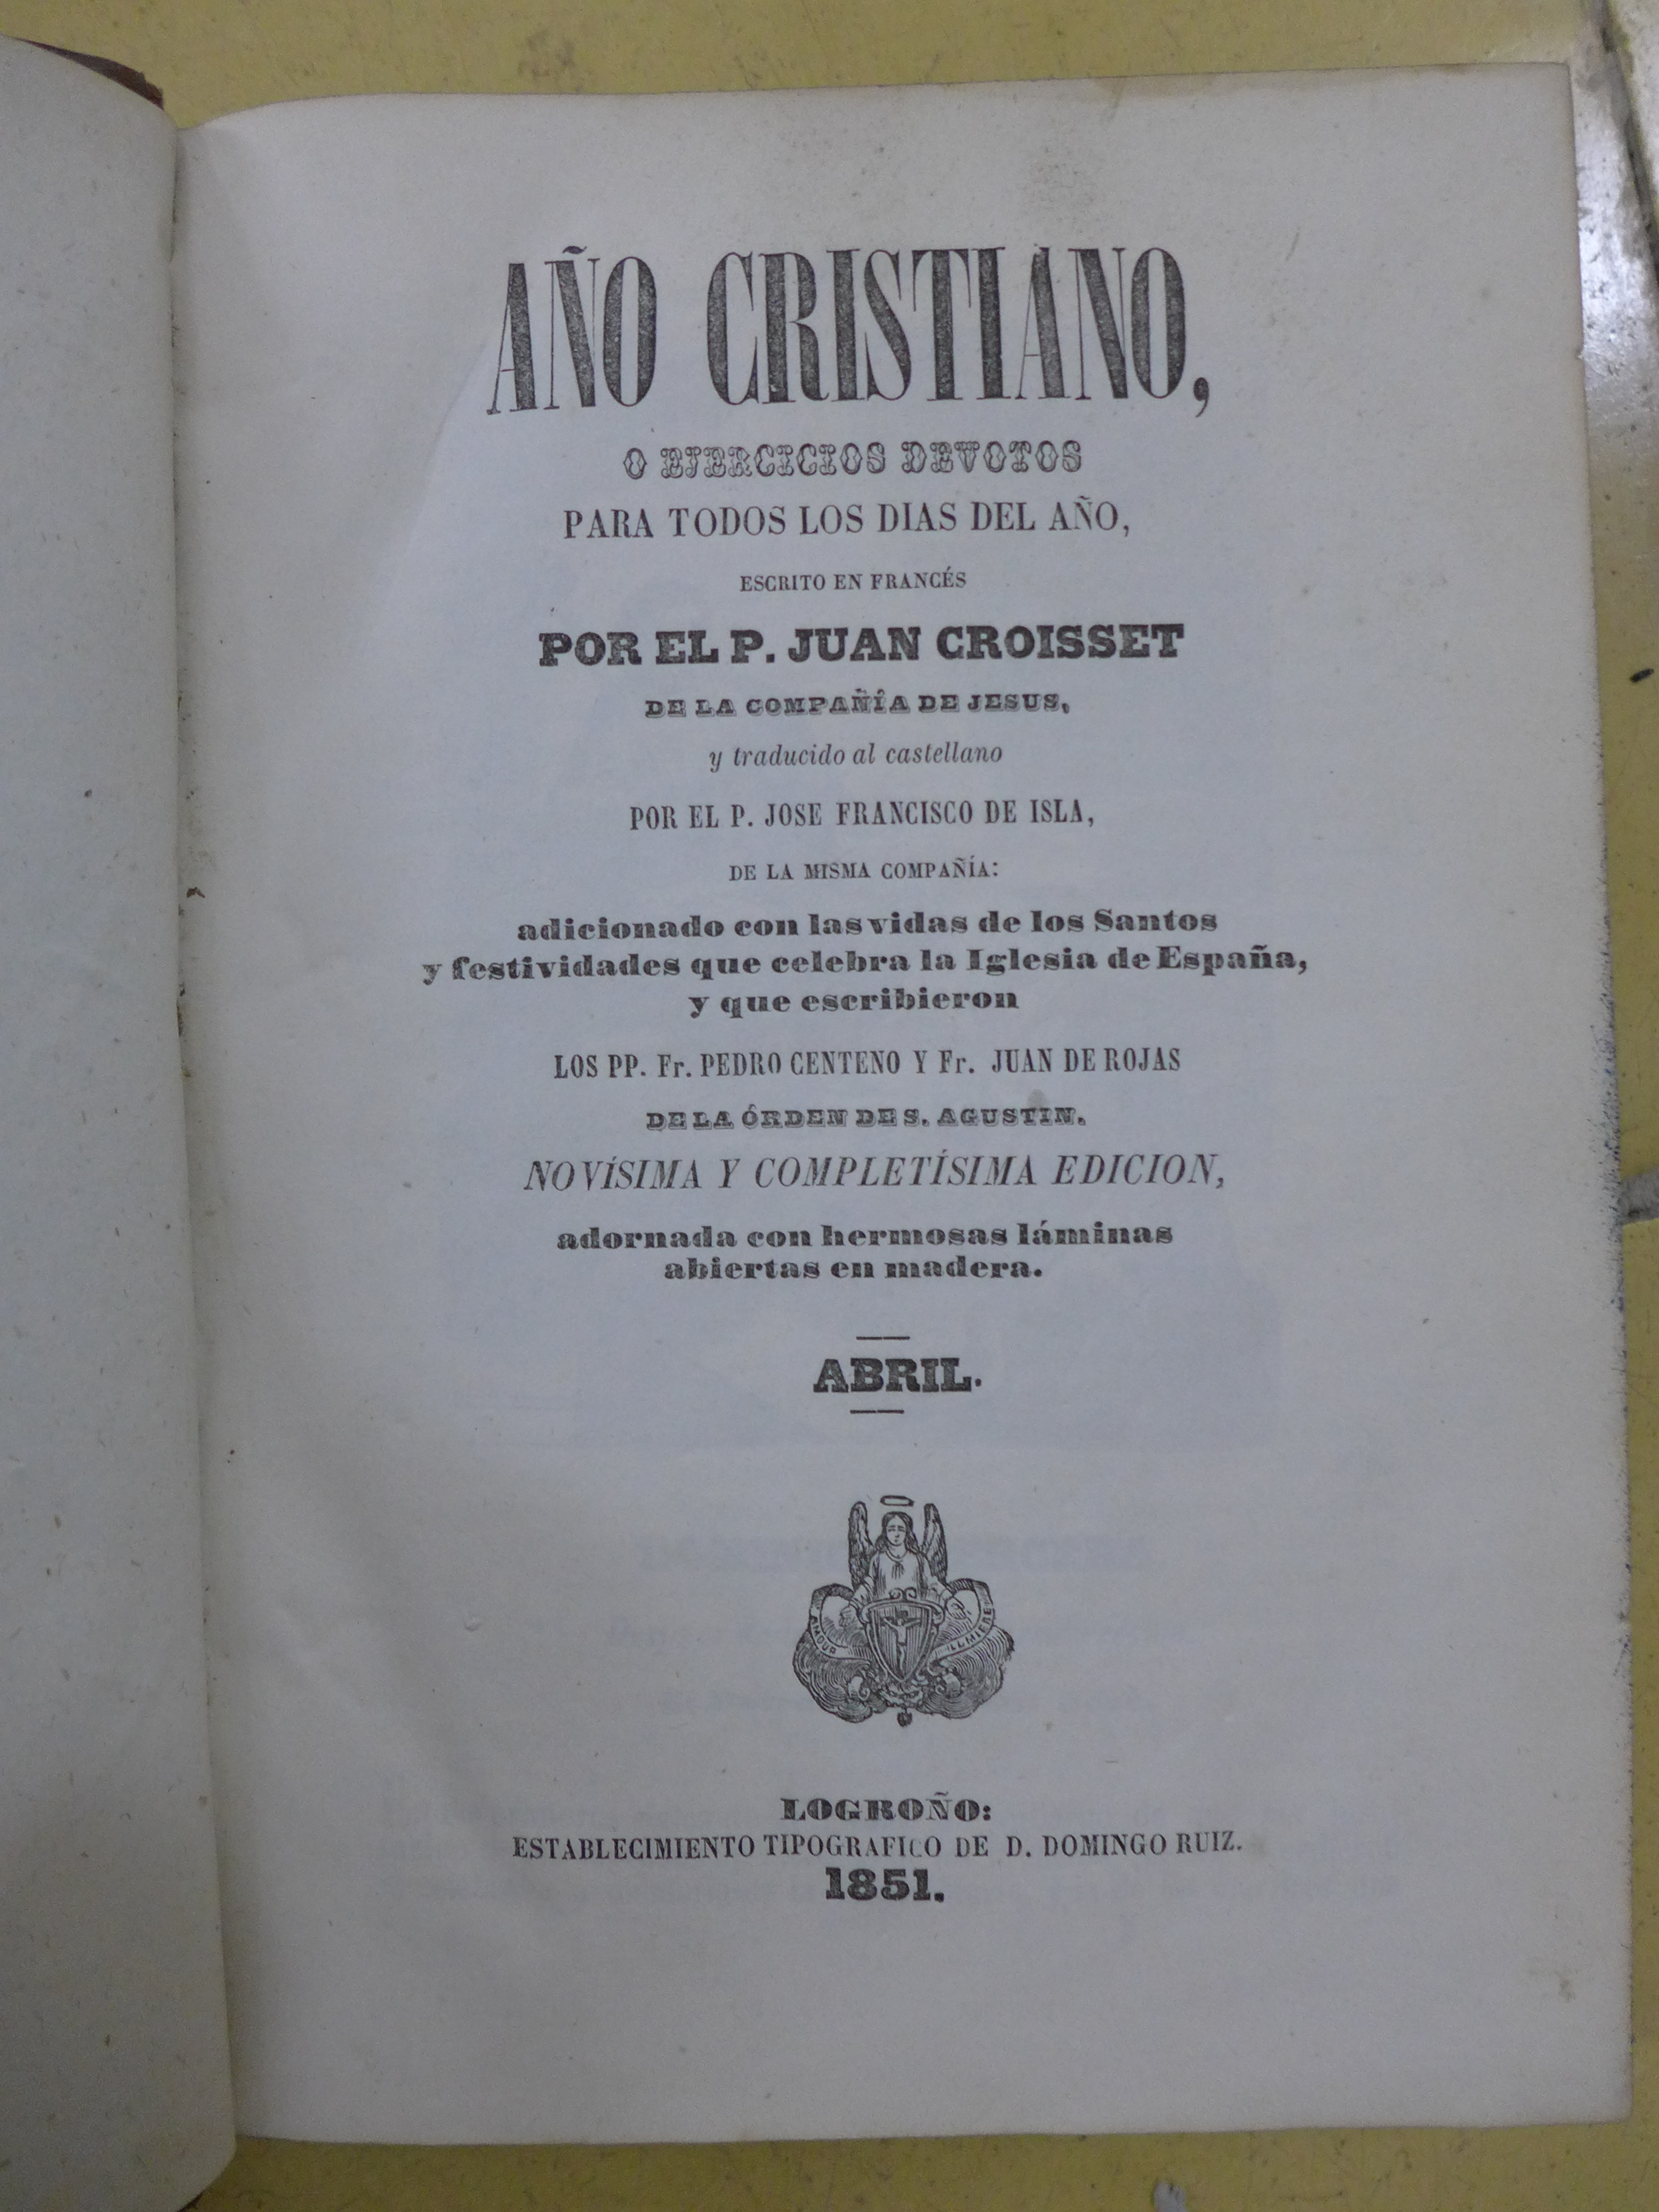 AÑO CRISTIANO,
O EJERCICIOS DEVOTOS
PARA TODOS LOS DIAS DEL AÑO,
ESCRITO EN FRANCÉS
POR EL P. JUAN CROISSET
DE LA COMPAÑÍA DE JESUS,
y traducido al castellano
POR EL P. JOSE FRANCISCO DE ISLA,
DE LA MISMA COMPAÑÍA:
adicionado con las vidas de los Santos
y festividades que celebra la Iglesia de España,
y que escribieron
LOS PP. Fr. PEDRO CENTENO Y Fr. JUAN DE ROJAS
DE LA ÓRDEN DE S. AGUSTIN.
NOVÍSIMA Y COMPLETÍSIMA EDICION,
adornada con hermosas láminas
abiertas en madera.
ABRIL.
AMOUR LUMIERE
LOGROÑO:
ESTABLECIMIENTO TIPOGRAFICO DE D. DOMINGO RUIZ.
1851.